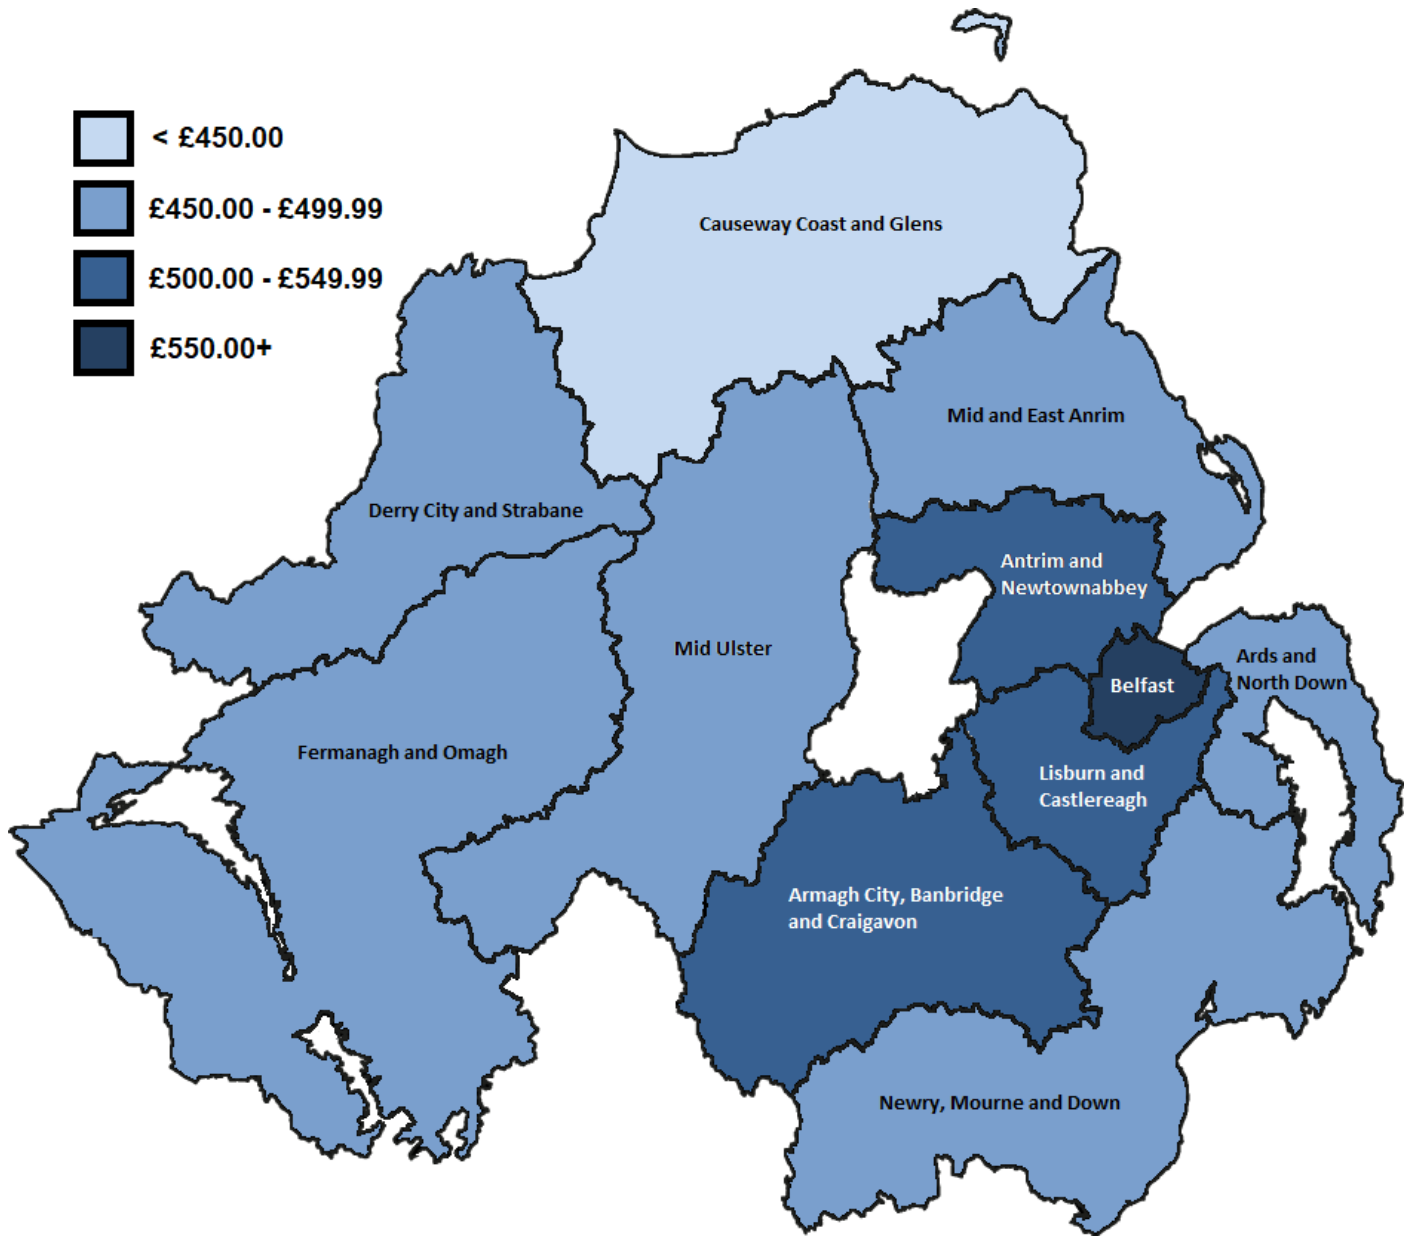 < £450.00
£450.00 - £499.99
£500.00 - £549.99
£550.00+
Causeway Coast and Glens
Mid and East Anrim
Derry City and Strabane
Antrim and
Newtownabbey
Mid Ulster
Ards and
North Down
Belfast
Fermanagh and Omagh
Lisburn and
Castlereagh
Armagh City, Banbridge
and Craigavon
Newry, Mourne and Down